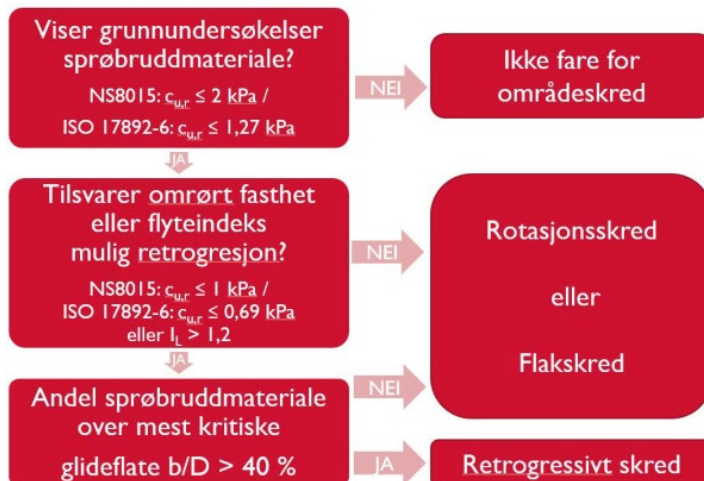 Viser grunnundersøkelser
sprøbruddmateriale?
NS8015: cu,r ≤ 2 kPa /
ISO 17892-6: cu,r ≤ 1,27 kPa
NEI
Ikke fare for
områdeskred
JA
Tilsvarer omrørt fasthet
eller flyteindeks
mulig retrogresjon?
NS8015: cu,r ≤ 1 kPa /
ISO 17892-6: cu,r ≤ 0,69 kPa
eller IL > 1,2
NEI
Rotasjonsskred
eller
Flakskred
JA
Andel sprøbruddmateriale
over mest kritiske
glideflate b/D > 40 %
NEI
JA
Retrogressivt skred